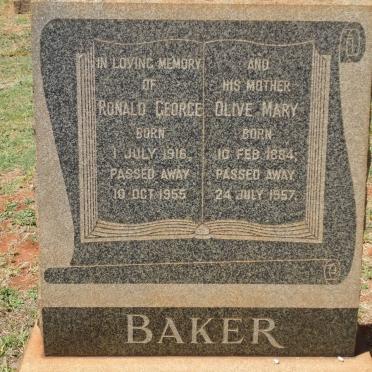 IN LOVING MEMORY
OF
RONALD GEORGE
BORN
1 JULY 1916.
PASSED AWAY
10 OCT 1955
AND
HIS MOTHER
OLIVE MARY
BORN
10 FEB 1884.
PASSED AWAY
24 JULY 1957.
BAKER